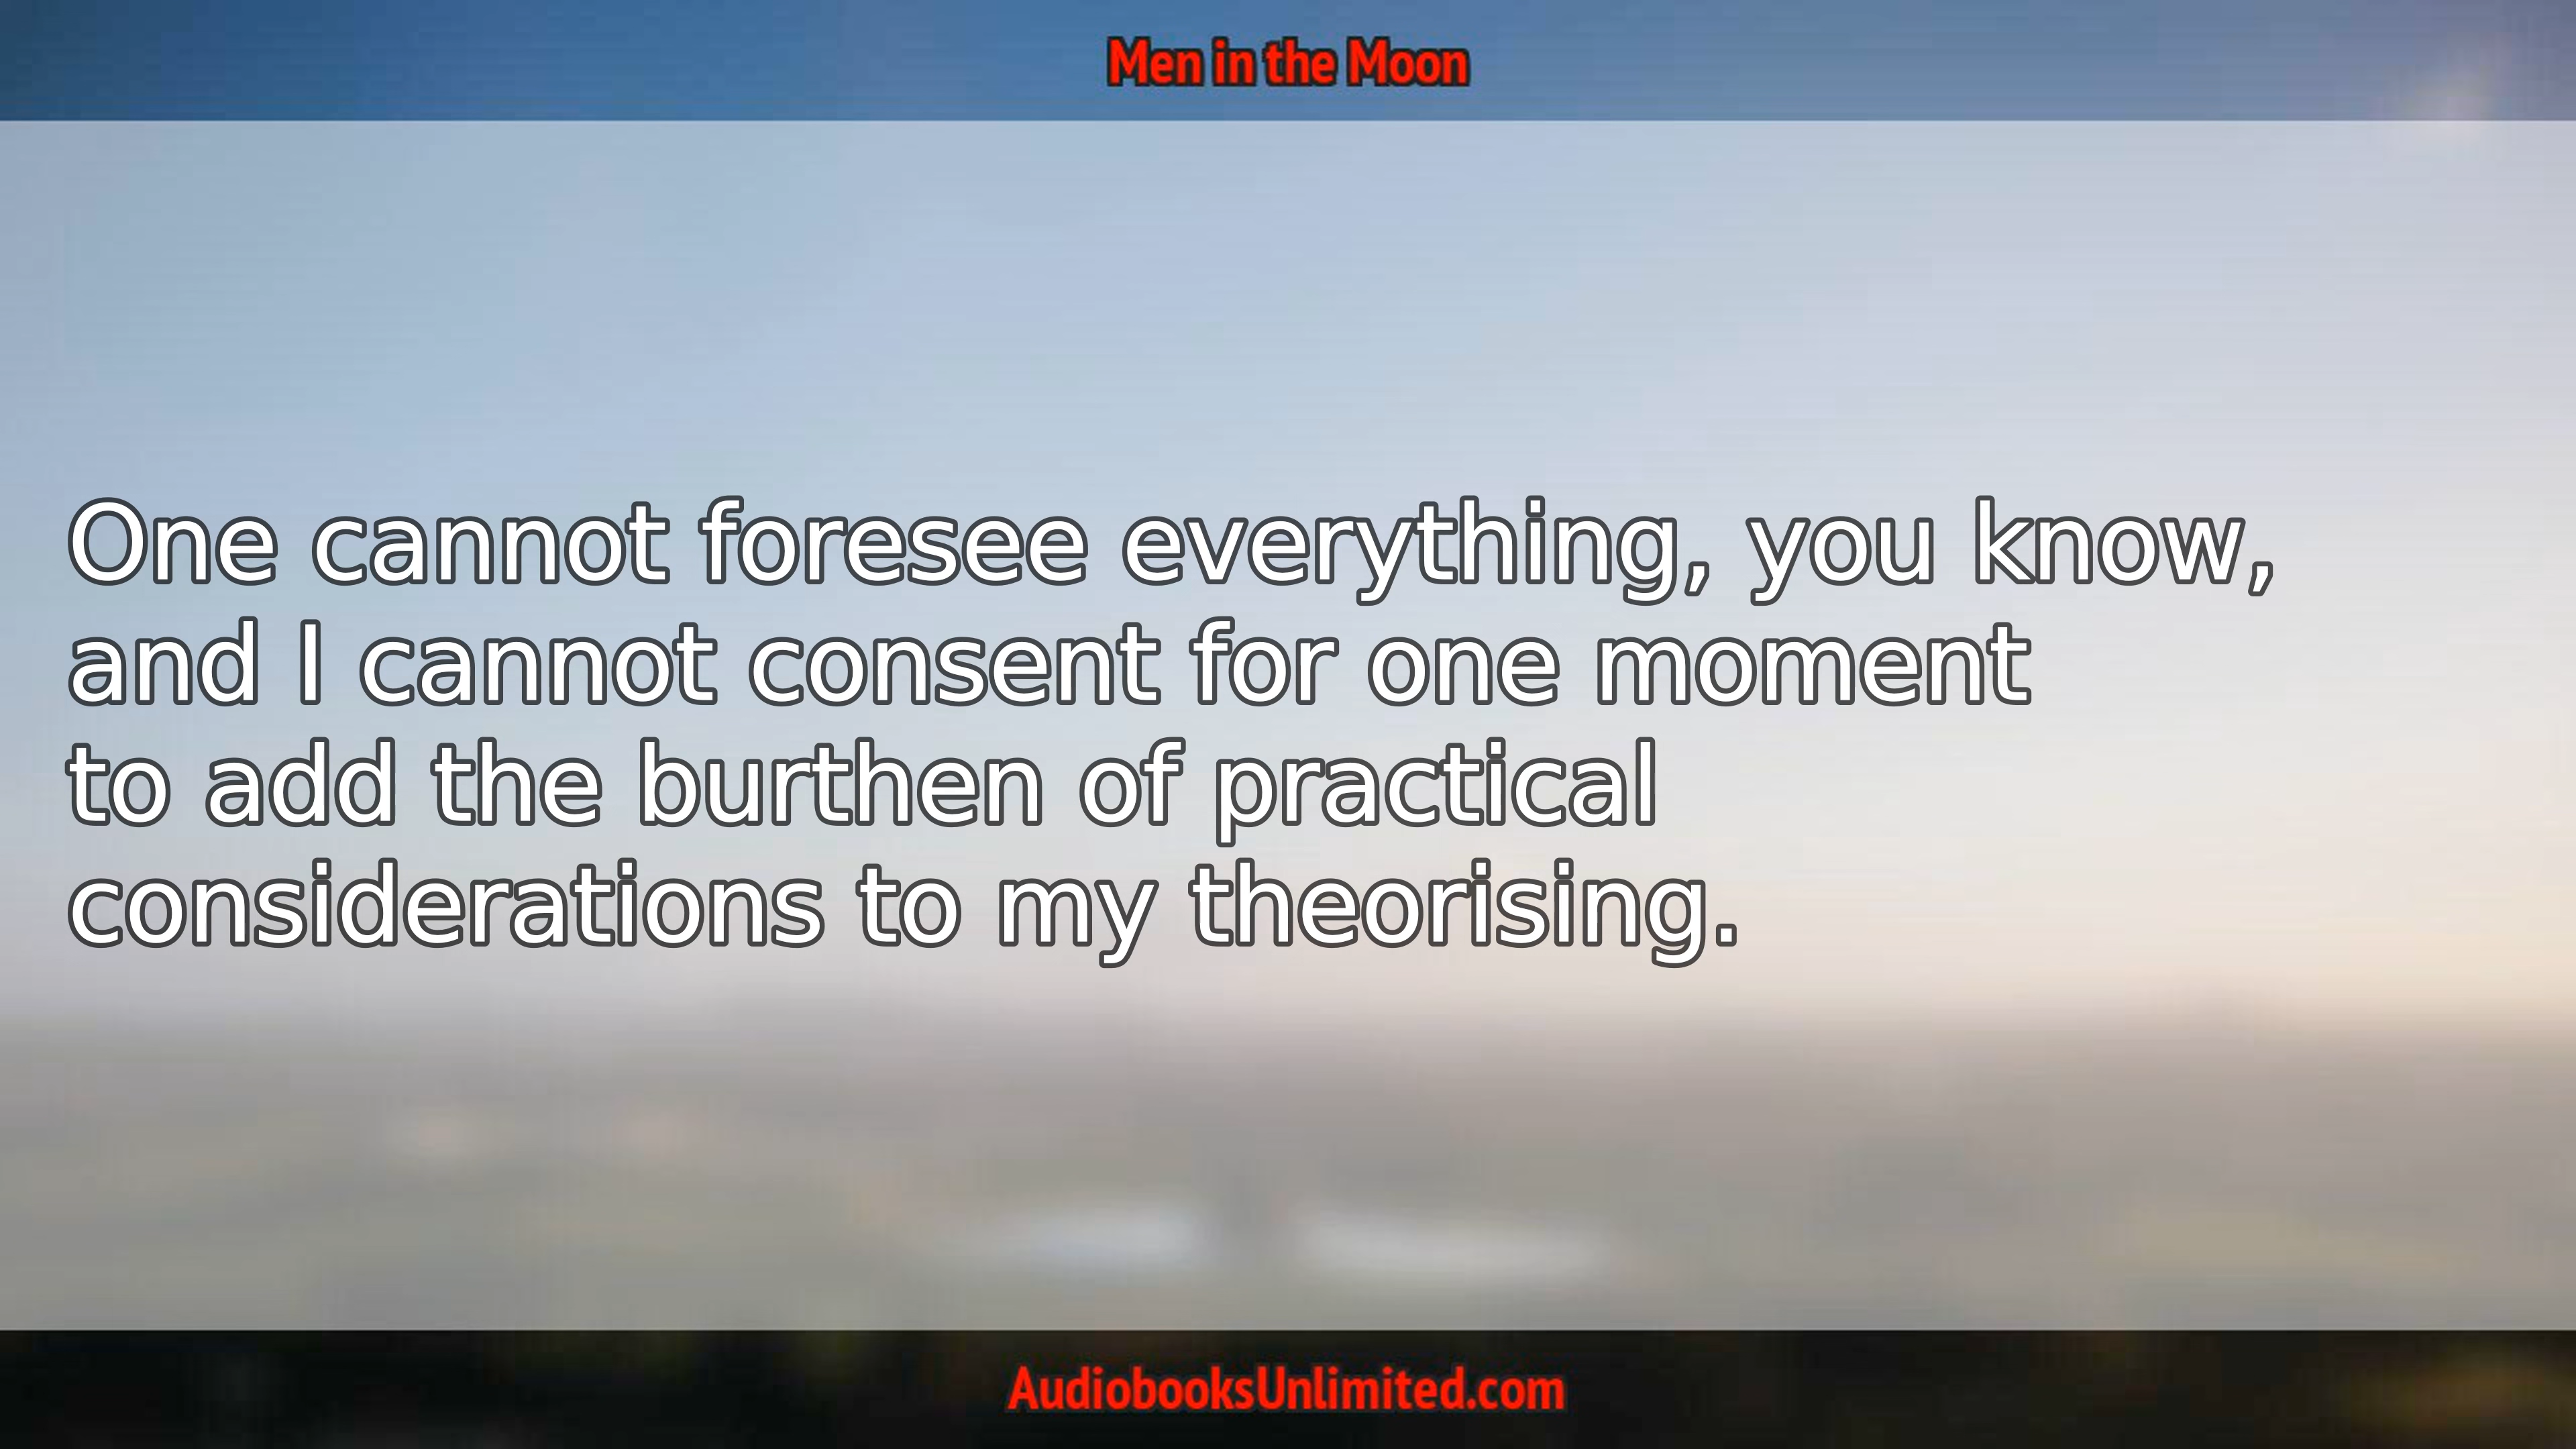 Men in the Moon
One cannot foresee everything, you know,
and I cannot consent for one moment
to add the burthen of practical
considerations to my theorising.
AudiobooksUnlimited.com